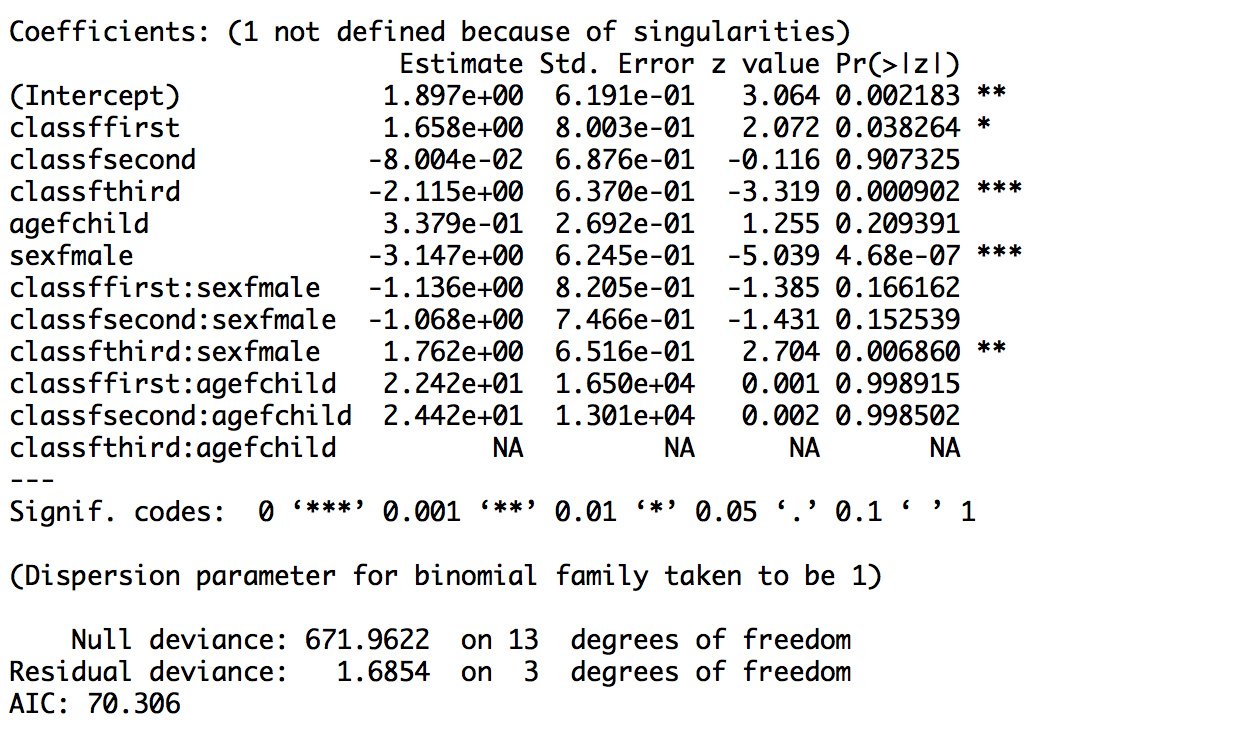 Coefficients: (1 not defined because of singularities)
                         Estimate Std. Error z value Pr(>|z|)
(Intercept)             1.897e+00  6.191e-01   3.064 0.002183 **
classffirst             1.658e+00  8.003e-01   2.072 0.038264 *
classfsecond           -8.004e-02  6.876e-01  -0.116 0.907325
classfthird            -2.115e+00  6.370e-01  -3.319 0.000902 ***
agefchild               3.379e-01  2.692e-01   1.255 0.209391
sexfmale               -3.147e+00  6.245e-01  -5.039 4.68e-07 ***
classffirst:sexfmale   -1.136e+00  8.205e-01  -1.385 0.166162
classfsecond:sexfmale  -1.068e+00  7.466e-01  -1.431 0.152539
classfthird:sexfmale    1.762e+00  6.516e-01   2.704 0.006860 **
classffirst:agefchild   2.242e+01  1.650e+04   0.001 0.998915
classfsecond:agefchild  2.442e+01  1.301e+04   0.002 0.998502
classfthird:agefchild          NA         NA      NA       NA
---
Signif. codes:  0 ‘***’ 0.001 ‘**’ 0.01 ‘*’ 0.05 ‘.’ 0.1 ‘ ’ 1
(Dispersion parameter for binomial family taken to be 1)
    Null deviance: 671.9622  on 13  degrees of freedom
Residual deviance:   1.6854  on  3  degrees of freedom
AIC: 70.306